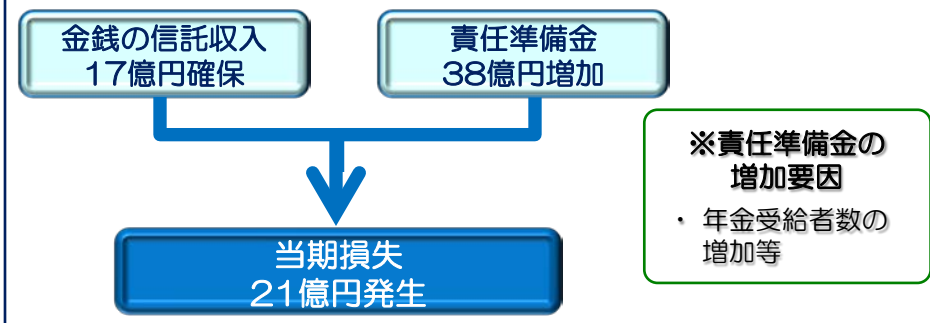 金銭の信託収入
17億円確保
責任準備金
38億円増加
※責任準備金の
増加要因
・ 年金受給者数の
増加等
当期損失
21億円発生